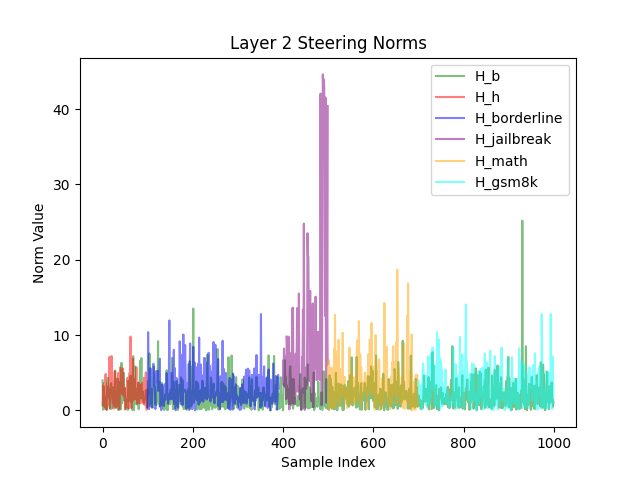 Layer 2 Steering Norms
H_b
H_h
H_borderline
H_jailbreak
H_math
H_gsm8k
Norm Value
40
30
20
10
0
0
200
400
600
800
1000
Sample Index